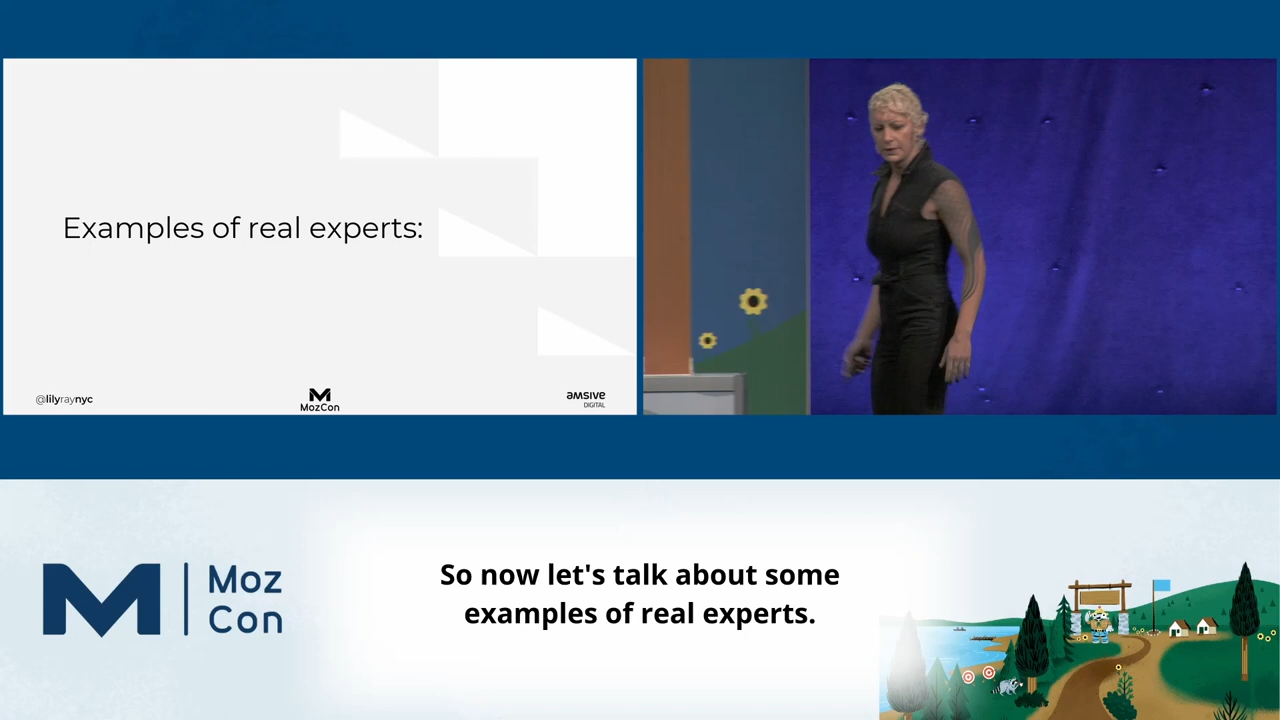 Examples of real experts:
@lilyraynyc
MozCon
amsive
DIGITAL
Moz
Con
So now let's talk about some
examples of real experts.